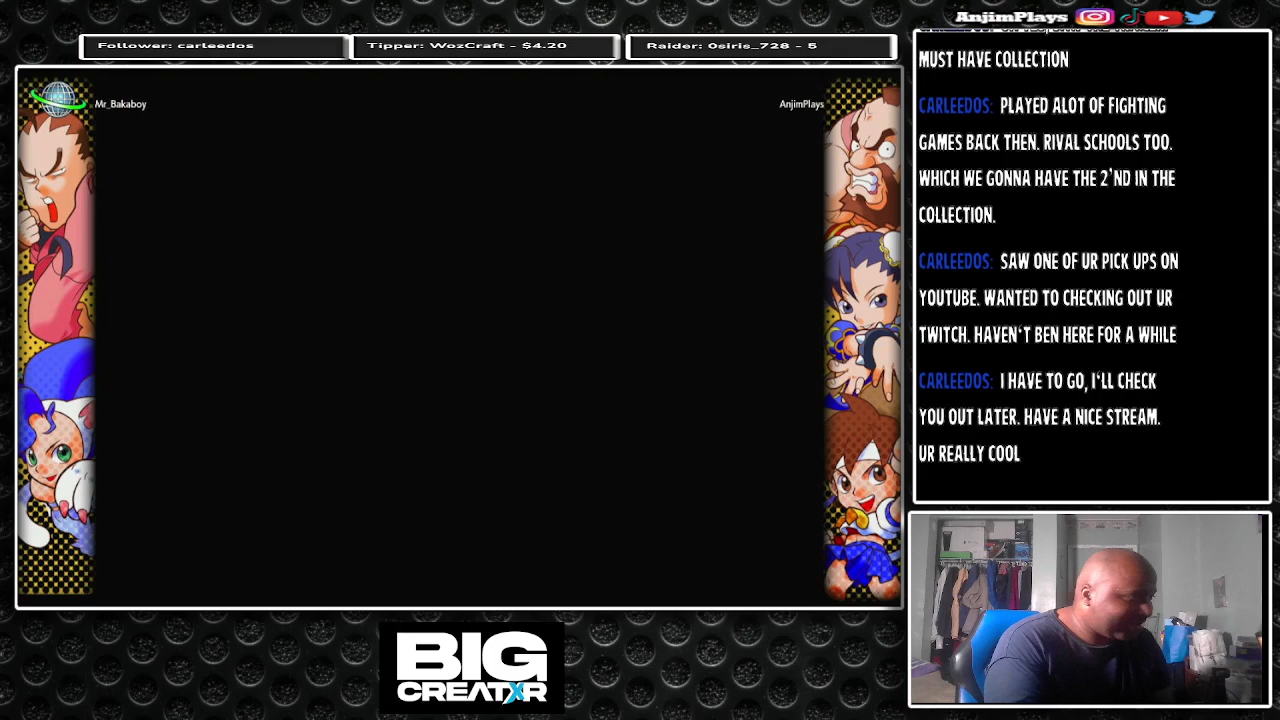 AnjimPlays
Follower: carleedos
Tipper: WozCraft - $4.20
Raider: 0siris_728 - 5
MUST HAVE COLLECTION
Mr_Bakaboy
AnjimPlays
CARLEEDOS: PLAYED ALOT OF FIGHTING
GAMES BACK THEN. RIVAL SCHOOLS TOO.
WHICH WE GONNA HAVE THE 2'ND IN THE
COLLECTION.
CARLEEDOS: SAW ONE OF UR PICK UPS ON
YOUTUBE. WANTED TO CHECKING OUT UR
TWITCH. HAVEN'T BEN HERE FOR A WHILE
CARLEEDOS: I HAVE TO GO, I'LL CHECK
YOU OUT LATER. HAVE A NICE STREAM.
UR REALLY COOL
BIG
CREATXR